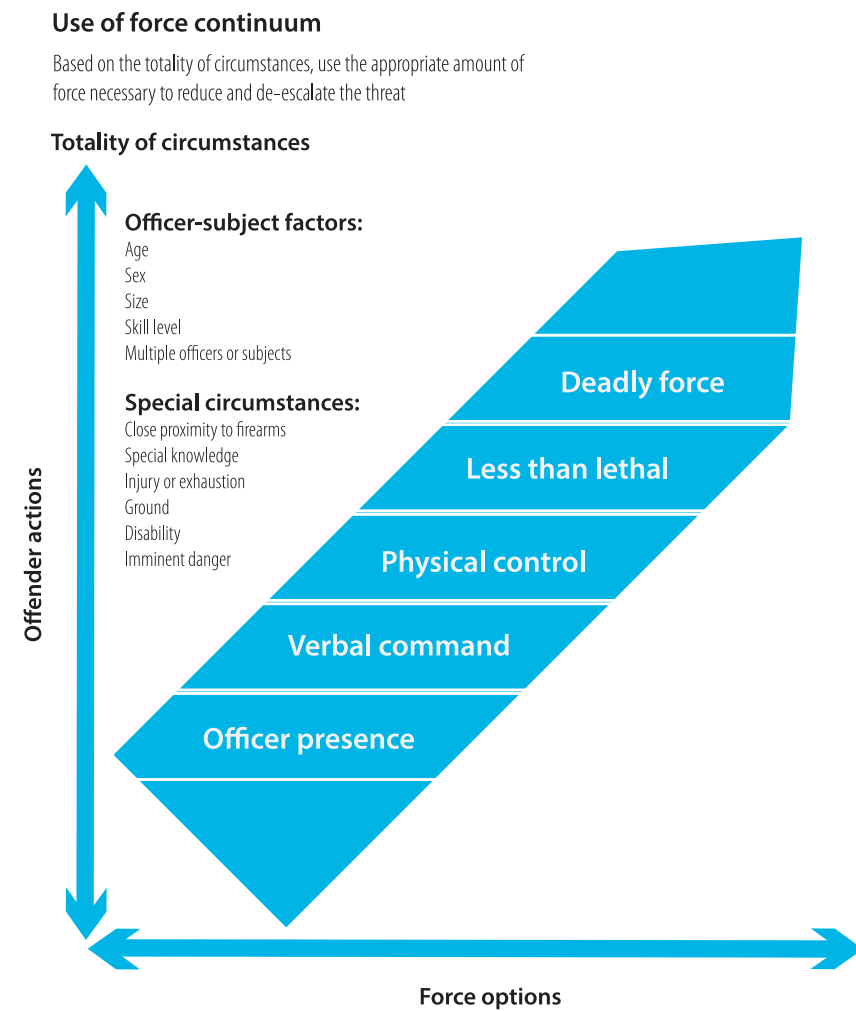 Use of force continuum
Based on the totality of circumstances, use the appropriate amount of
force necessary to reduce and de-escalate the threat
Totality of circumstances
Officer-subject factors:
Age
Sex
Size
Skill level
Multiple officers or subjects
Special circumstances:
Close proximity to firearms
Special knowledge
Injury or exhaustion
Ground
Disability
Imminent danger
Offender actions
Deadly force
Less than lethal
Physical control
Verbal command
Officer presence
Force options